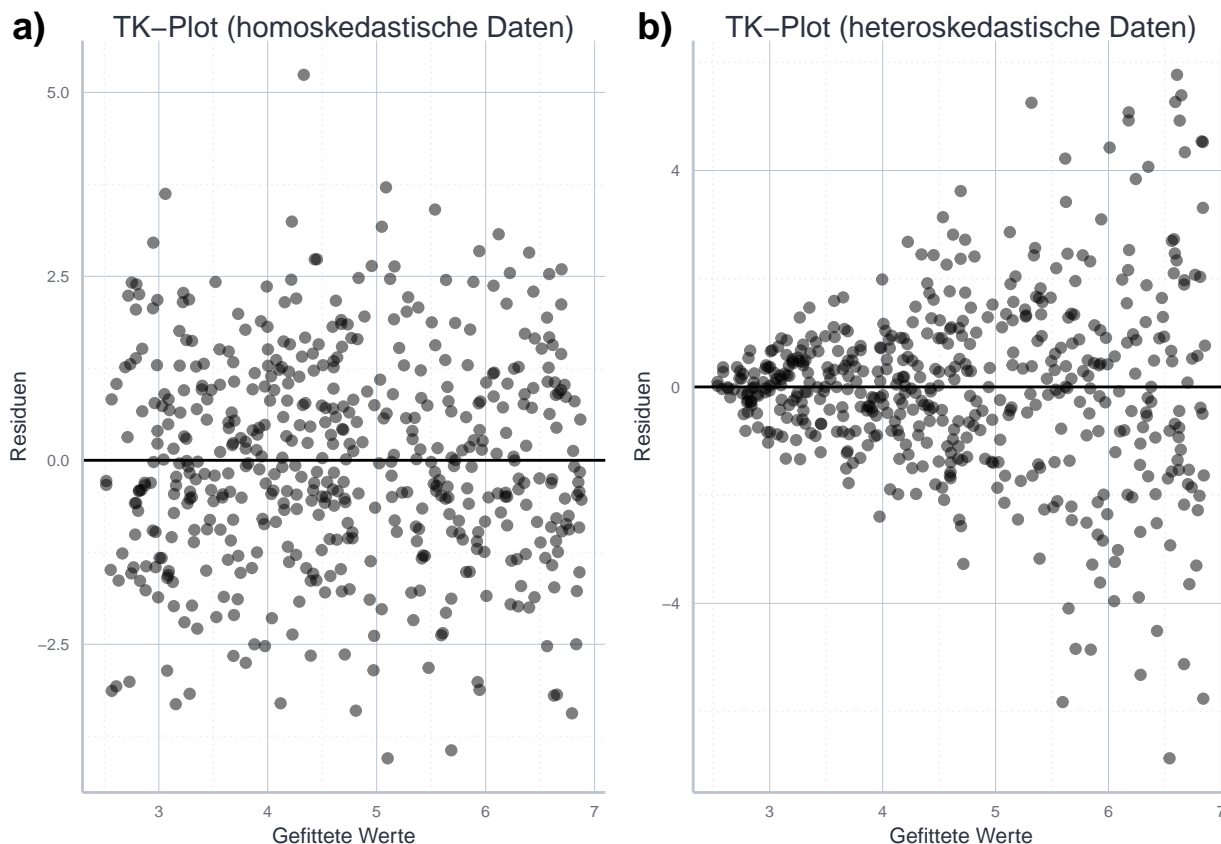 a)
TK−Plot (homoskedastische Daten)
5.0
2.5
0.0
−2.5
Residuen
3 4 5 6 7
Gefittete Werte
b)
TK−Plot (heteroskedastische Daten)
4
0
−4
Residuen
3 4 5 6 7
Gefittete Werte